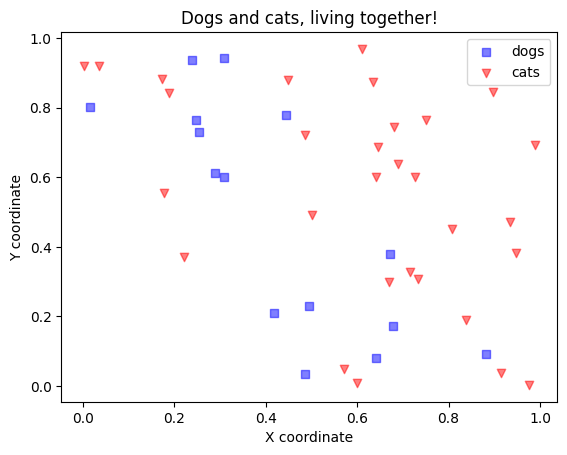 Dogs and cats, living together!
dogs
cats
1.0
0.8
0.6
0.4
0.2
0.0
Y coordinate
0.0 0.2 0.4 0.6 0.8 1.0
X coordinate